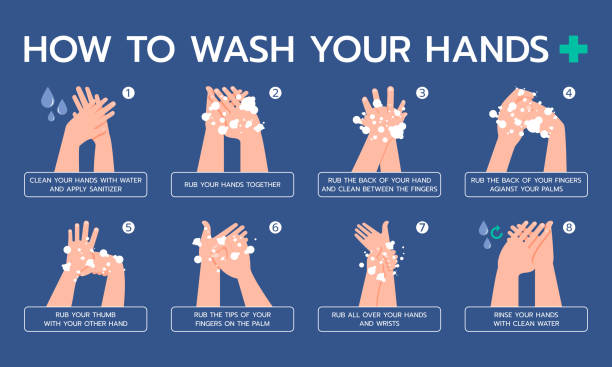 HOW TO WASH YOUR HANDS
1
CLEAN YOUR HANDS WITH WATER
AND APPLY SANITIZER
2
RUB YOUR HANDS TOGETHER
3
RUB THE BACK OF YOUR HAND
AND CLEAN BETWEEN THE FINGERS
4
RUB THE BACK OF YOUR FINGERS
AGIANST YOUR PALMS
5
RUB YOUR THUMB
WITH YOUR OTHER HAND
6
RUB THE TIPS OF YOUR
FINGERS ON THE PALM
7
RUB ALL OVER YOUR HANDS
AND WRISTS
8
RINSE YOUR HANDS
WITH CLEAN WATER